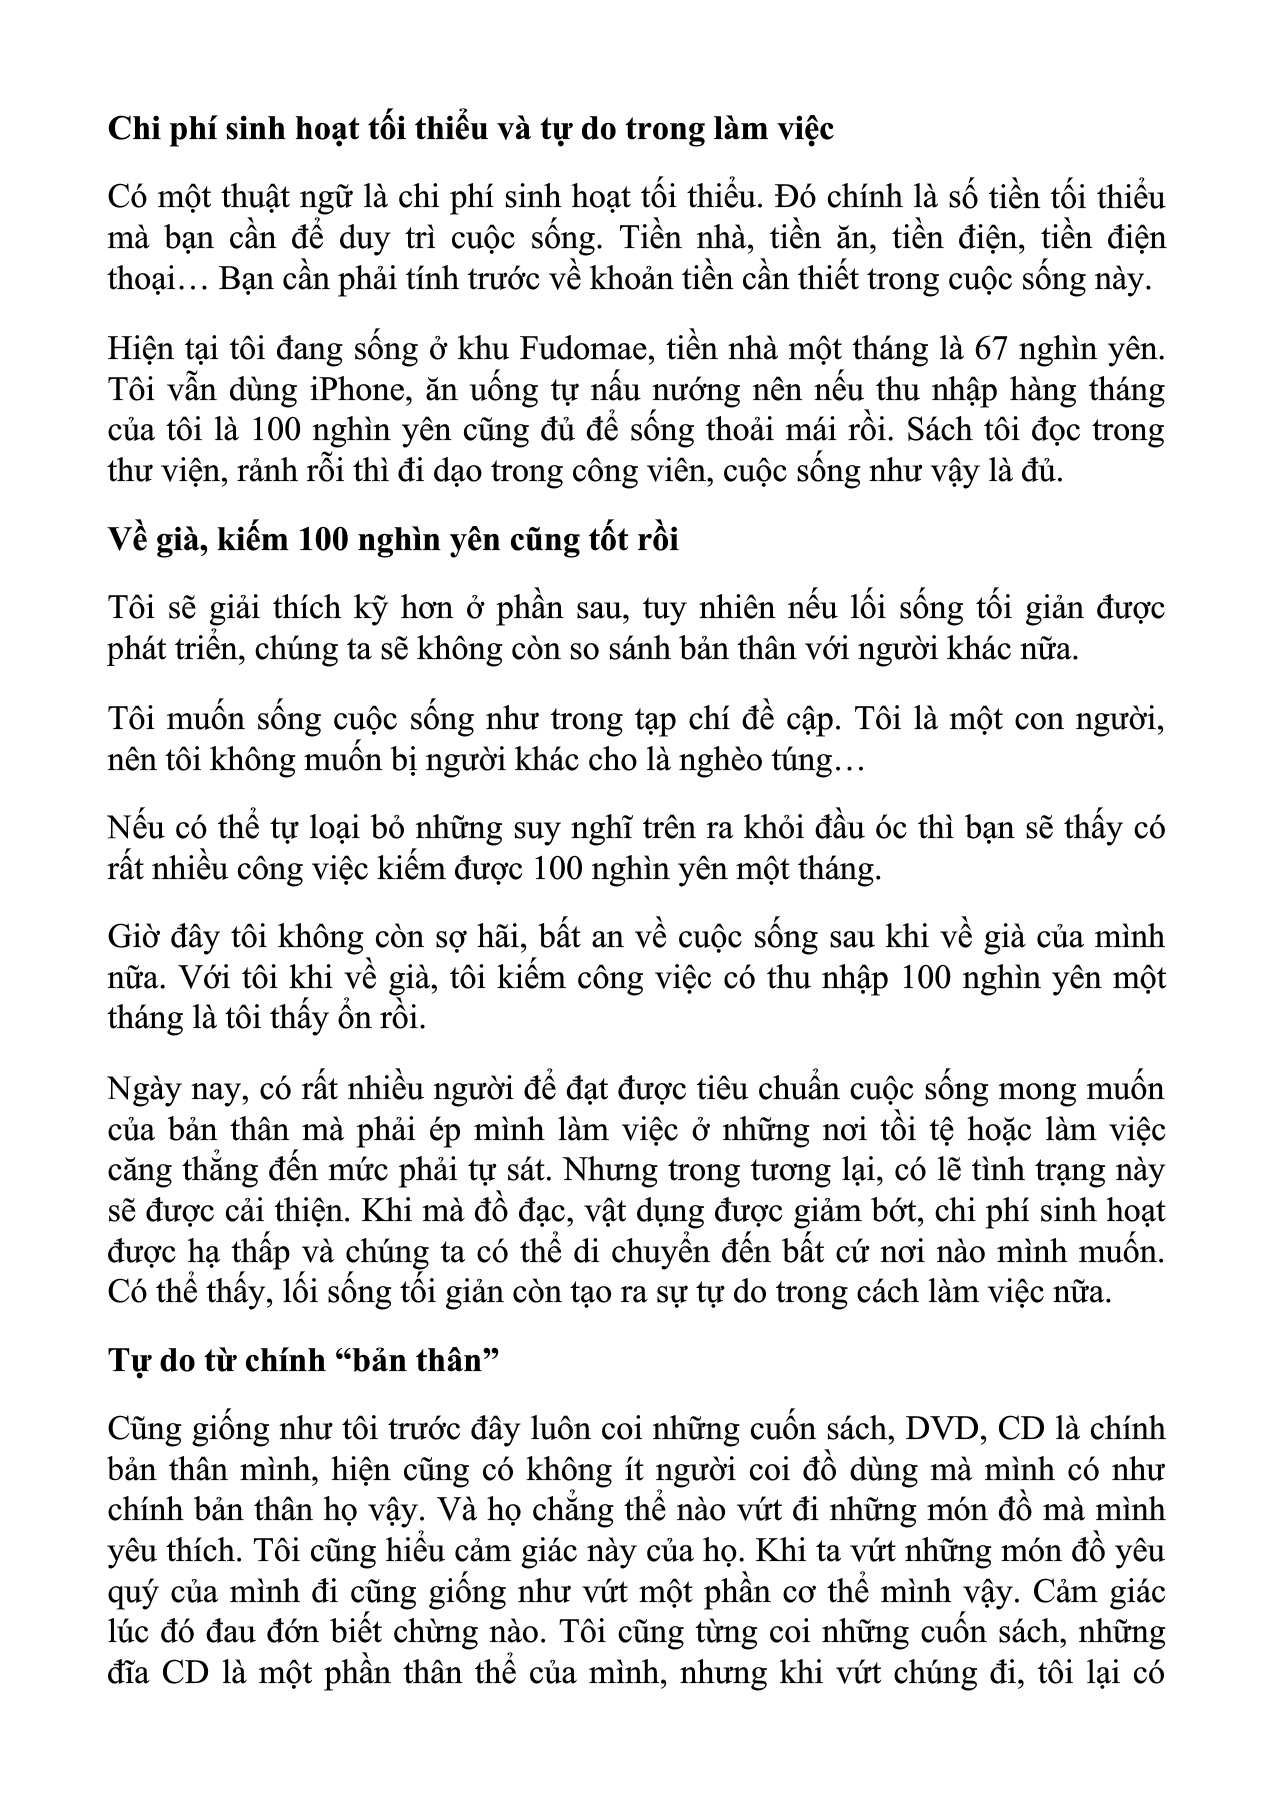 Chi phí sinh hoạt tối thiểu và tự do trong làm việc
Có một thuật ngữ là chi phí sinh hoạt tối thiểu. Đó chính là số tiền tối thiểu
mà bạn cần để duy trì cuộc sống. Tiền nhà, tiền ăn, tiền điện, tiền điện
thoại… Bạn cần phải tính trước về khoản tiền cần thiết trong cuộc sống này.
Hiện tại tôi đang sống ở khu Fudomae, tiền nhà một tháng là 67 nghìn yên.
Tôi vẫn dùng iPhone, ăn uống tự nấu nướng nên nếu thu nhập hàng tháng
của tôi là 100 nghìn yên cũng đủ để sống thoải mái rồi. Sách tôi đọc trong
thư viện, rảnh rỗi thì đi dạo trong công viên, cuộc sống như vậy là đủ.
Về già, kiếm 100 nghìn yên cũng tốt rồi
Tôi sẽ giải thích kỹ hơn ở phần sau, tuy nhiên nếu lối sống tối giản được
phát triển, chúng ta sẽ không còn so sánh bản thân với người khác nữa.
Tôi muốn sống cuộc sống như trong tạp chí đề cập. Tôi là một con người,
nên tôi không muốn bị người khác cho là nghèo túng…
Nếu có thể tự loại bỏ những suy nghĩ trên ra khỏi đầu óc thì bạn sẽ thấy có
rất nhiều công việc kiếm được 100 nghìn yên một tháng.
Giờ đây tôi không còn sợ hãi, bất an về cuộc sống sau khi về già của mình
nữa. Với tôi khi về già, tôi kiếm công việc có thu nhập 100 nghìn yên một
tháng là tôi thấy ổn rồi.
Ngày nay, có rất nhiều người để đạt được tiêu chuẩn cuộc sống mong muốn
của bản thân mà phải ép mình làm việc ở những nơi tồi tệ hoặc làm việc
căng thẳng đến mức phải tự sát. Nhưng trong tương lại, có lẽ tình trạng này
sẽ được cải thiện. Khi mà đồ đạc, vật dụng được giảm bớt, chi phí sinh hoạt
được hạ thấp và chúng ta có thể di chuyển đến bất cứ nơi nào mình muốn.
Có thể thấy, lối sống tối giản còn tạo ra sự tự do trong cách làm việc nữa.
Tự do từ chính “bản thân”
Cũng giống như tôi trước đây luôn coi những cuốn sách, DVD, CD là chính
bản thân mình, hiện cũng có không ít người coi đồ dùng mà mình có như
chính bản thân họ vậy. Và họ chẳng thể nào vứt đi những món đồ mà mình
yêu thích. Tôi cũng hiểu cảm giác này của họ. Khi ta vứt những món đồ yêu
quý của mình đi cũng giống như vứt một phần cơ thể mình vậy. Cảm giác
lúc đó đau đớn biết chừng nào. Tôi cũng từng coi những cuốn sách, những
đĩa CD là một phần thân thể của mình, nhưng khi vứt chúng đi, tôi lại có